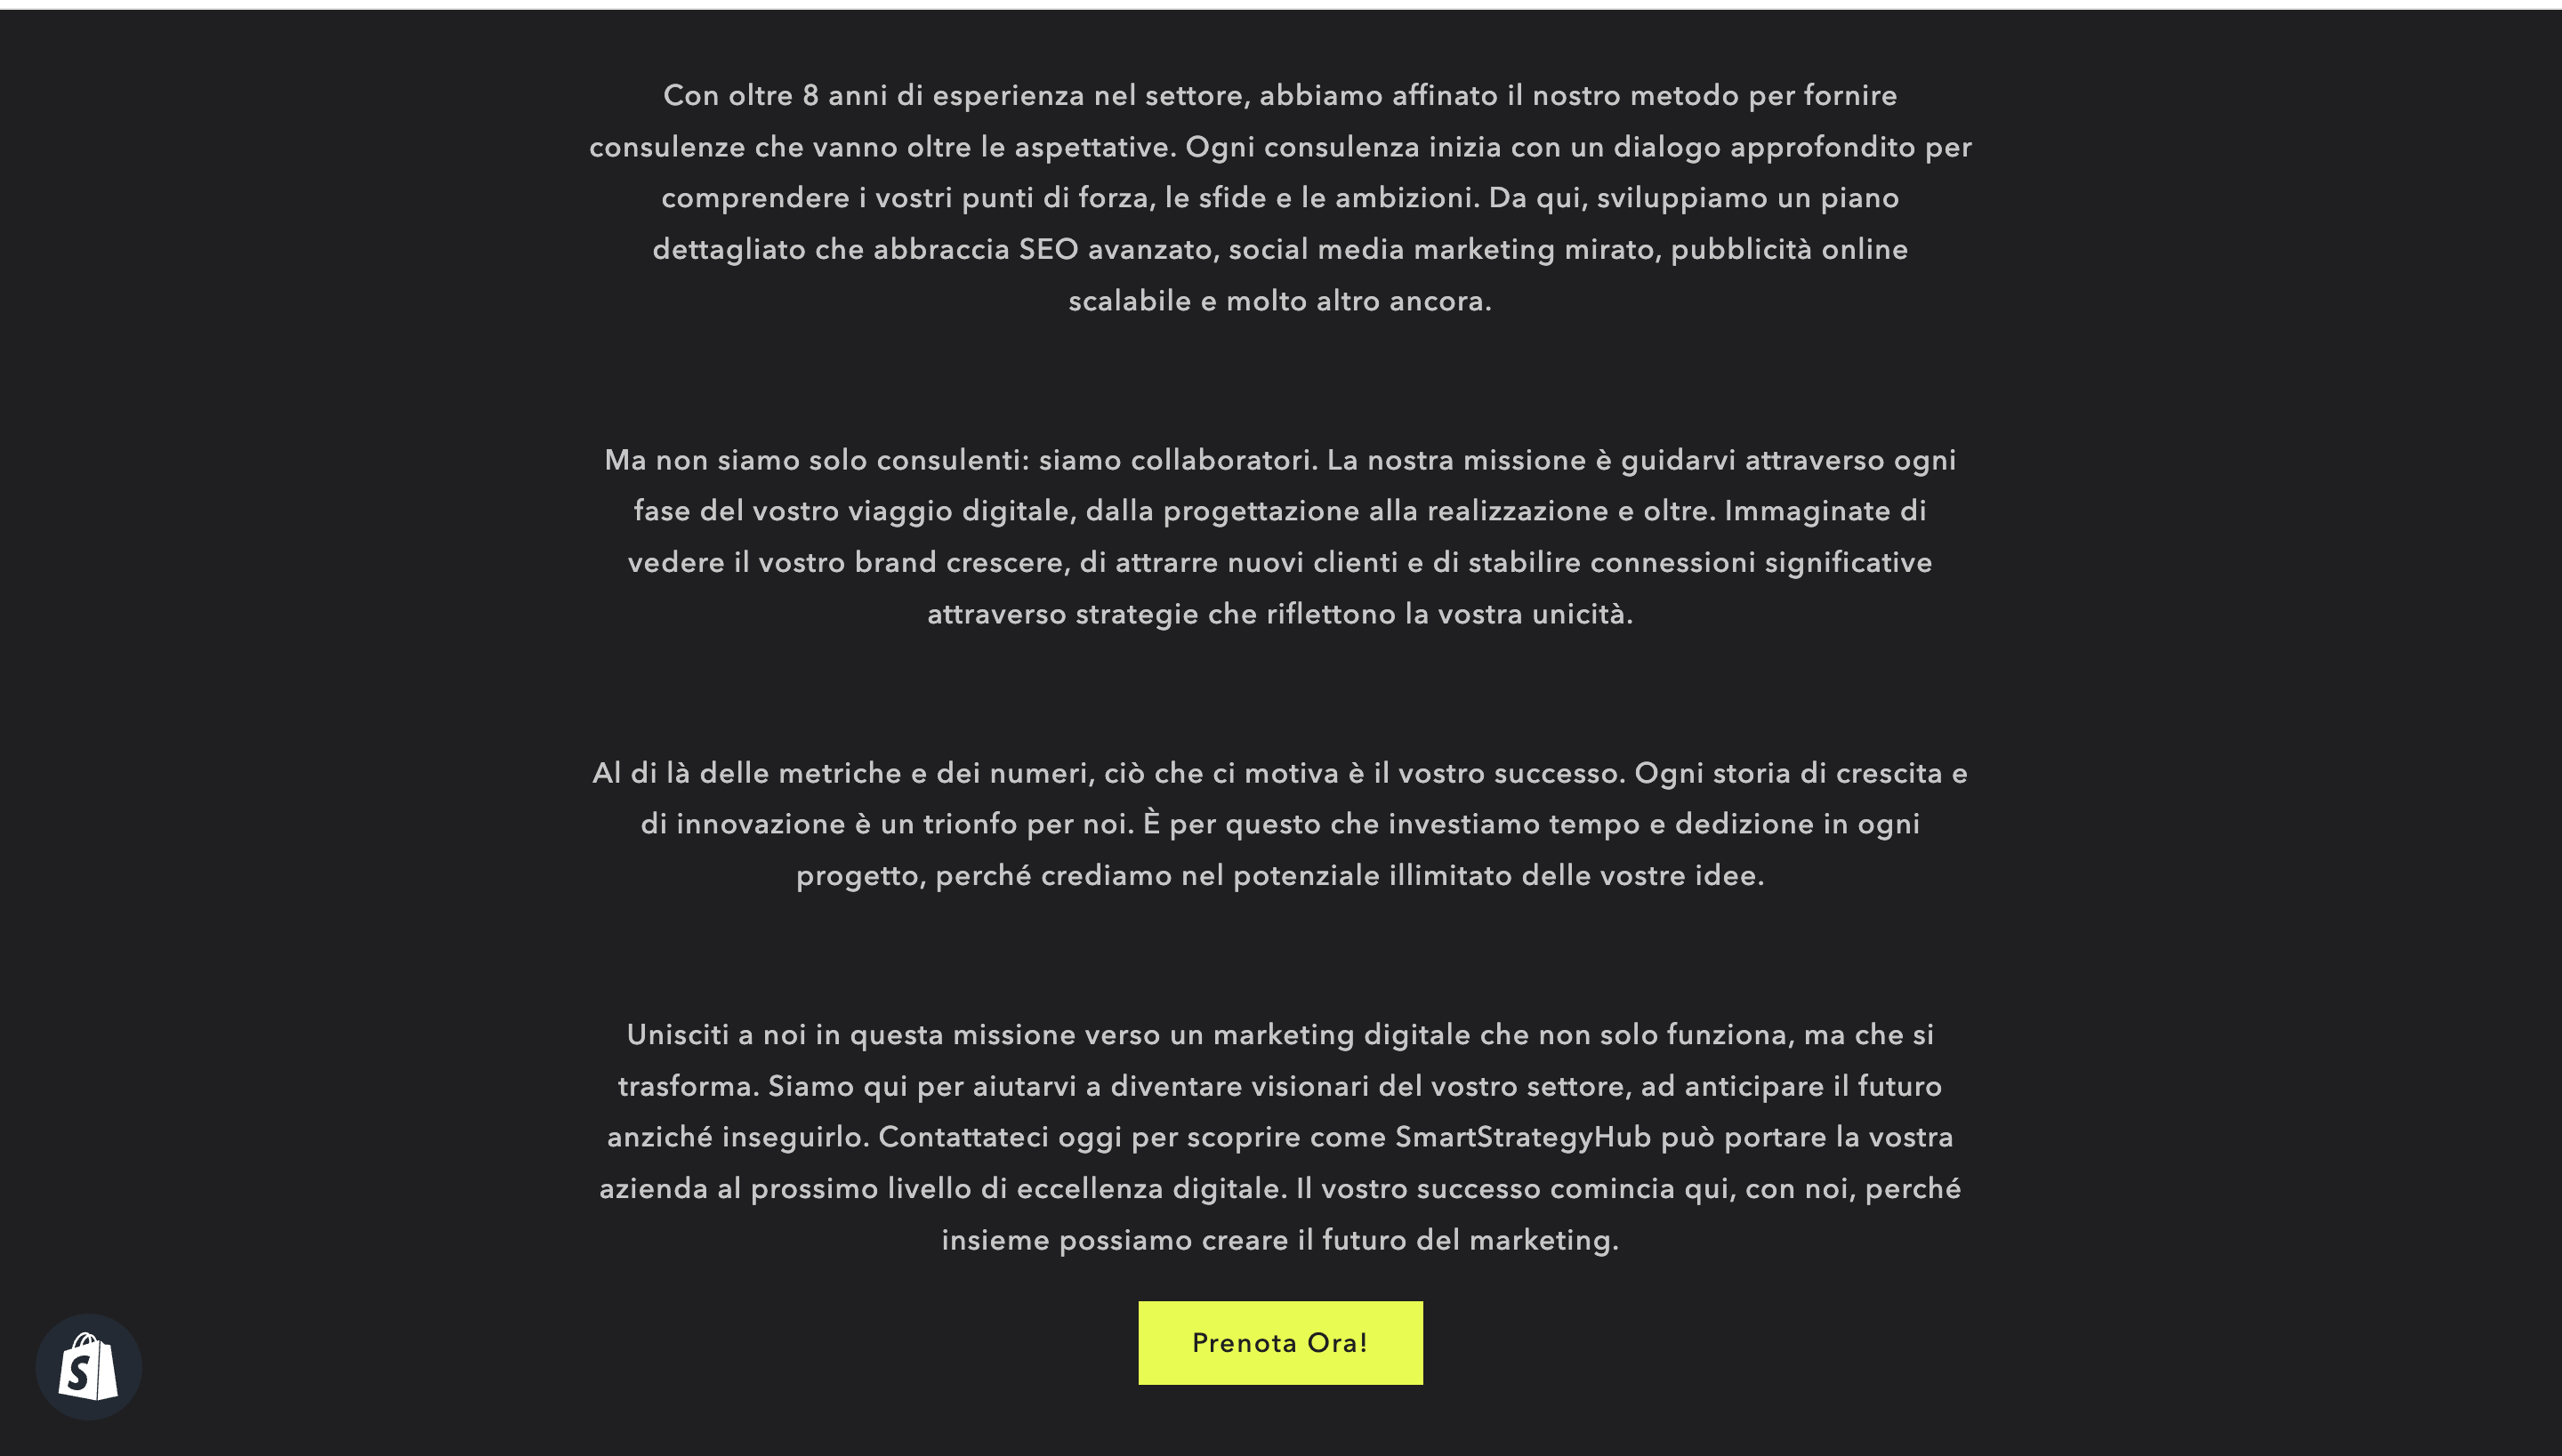 Con oltre 8 anni di esperienza nel settore, abbiamo affinato il nostro metodo per fornire
consulenze che vanno oltre le aspettative. Ogni consulenza inizia con un dialogo approfondito per
comprendere i vostri punti di forza, le sfide e le ambizioni. Da qui, sviluppiamo un piano
dettagliato che abbraccia SEO avanzato, social media marketing mirato, pubblicità online
scalabile e molto altro ancora.
Ma non siamo solo consulenti: siamo collaboratori. La nostra missione è guidarvi attraverso ogni
fase del vostro viaggio digitale, dalla progettazione alla realizzazione e oltre. Immaginate di
vedere il vostro brand crescere, di attrarre nuovi clienti e di stabilire connessioni significative
attraverso strategie che riflettono la vostra unicità.
Al di là delle metriche e dei numeri, ciò che ci motiva è il vostro successo. Ogni storia di crescita e
di innovazione è un trionfo per noi. È per questo che investiamo tempo e dedizione in ogni
progetto, perché crediamo nel potenziale illimitato delle vostre idee.
Unisciti a noi in questa missione verso un marketing digitale che non solo funziona, ma che si
trasforma. Siamo qui per aiutarvi a diventare visionari del vostro settore, ad anticipare il futuro
anziché inseguirlo. Contattateci oggi per scoprire come SmartStrategyHub può portare la vostra
azienda al prossimo livello di eccellenza digitale. Il vostro successo comincia qui, con noi, perché
insieme possiamo creare il futuro del marketing.
Prenota Ora!
S